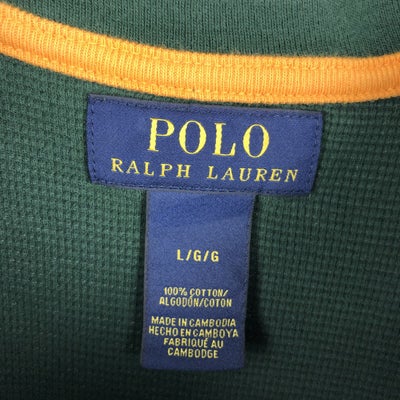 POLO
RALPH LAUREN
L/G/G
100% COTTON/
ALGODÓN/COTON
MADE IN CAMBODIA
HECHO EN CAMBOYA
FABRIQUÉ AU
CAMBODGE